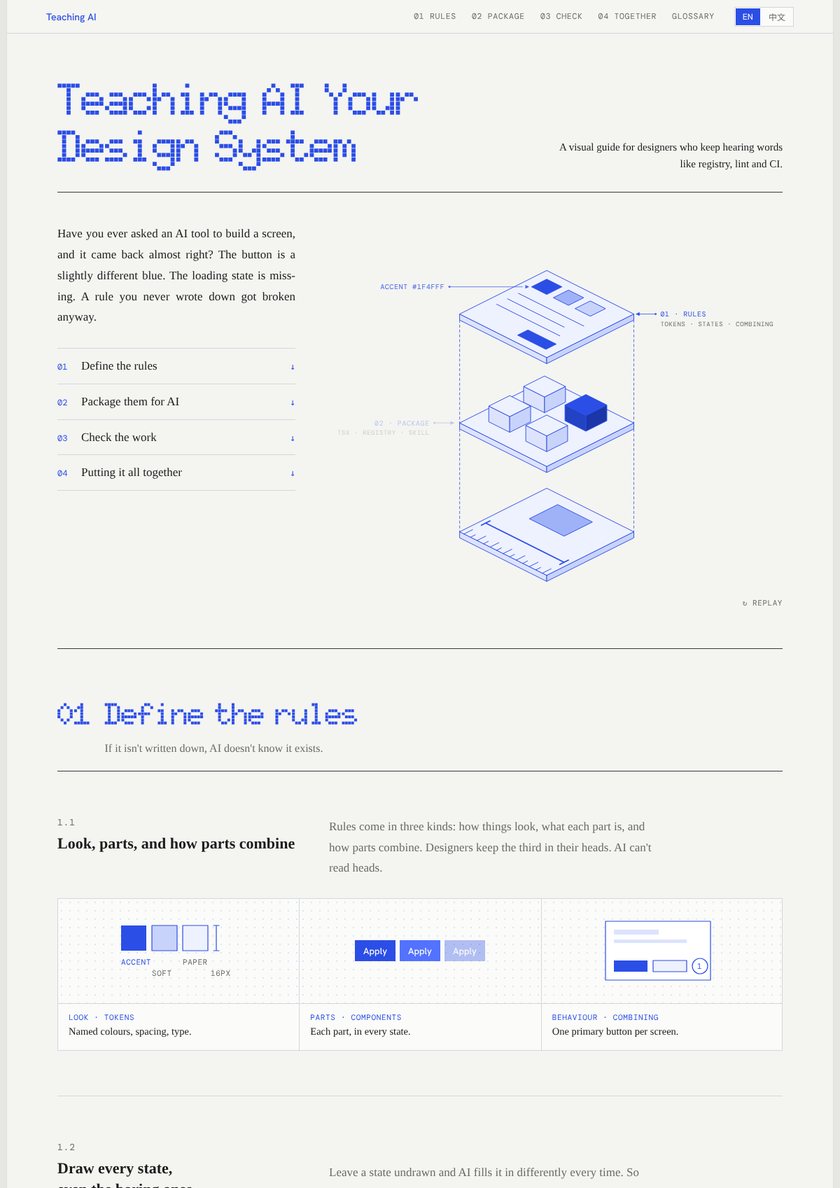 Teaching AI
01 RULES 02 PACKAGE 03 CHECK 04 TOGETHER GLOSSARY EN 中文
Teaching AI Your
Design System
A visual guide for designers who keep hearing words
like registry, lint and CI.
Have you ever asked an AI tool to build a screen,
and it came back almost right? The button is a
slightly different blue. The loading state is miss-
ing. A rule you never wrote down got broken
anyway.
01 Define the rules ↓
02 Package them for AI ↓
03 Check the work ↓
04 Putting it all together ↓
ACCENT #1F4FFF
01 · RULES
TOKENS · STATES · COMBINING
02 · PACKAGE
TSX · REGISTRY · SKILL
↻ REPLAY
01 Define the rules
If it isn't written down, AI doesn't know it exists.
1.1
Look, parts, and how parts combine
Rules come in three kinds: how things look, what each part is, and
how parts combine. Designers keep the third in their heads. AI can't
read heads.
ACCENT PAPER
SOFT 16PX
Apply Apply Apply
1
LOOK · TOKENS
Named colours, spacing, type.
PARTS · COMPONENTS
Each part, in every state.
BEHAVIOUR · COMBINING
One primary button per screen.
1.2
Draw every state,
Leave a state undrawn and AI fills it in differently every time. So